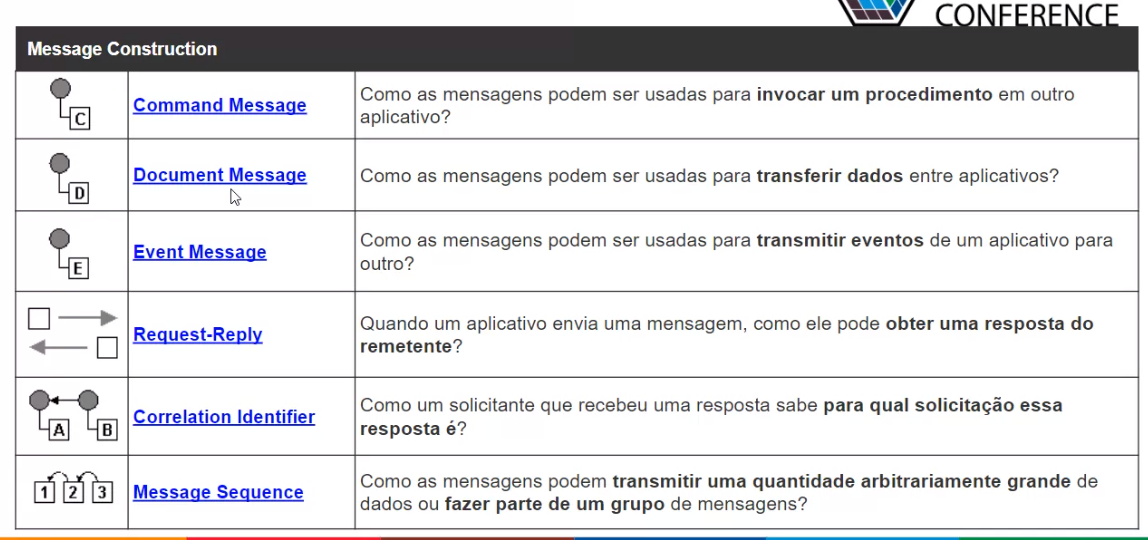 CONFERENCE
Message Construction
C
Command Message
Como as mensagens podem ser usadas para invocar um procedimento em outro
aplicativo?
D
Document Message
Como as mensagens podem ser usadas para transferir dados entre aplicativos?
E
Event Message
Como as mensagens podem ser usadas para transmitir eventos de um aplicativo para
outro?
Request-Reply
Quando um aplicativo envia uma mensagem, como ele pode obter uma resposta do
remetente?
A B
Correlation Identifier
Como um solicitante que recebeu uma resposta sabe para qual solicitação essa
resposta é?
1 2 3
Message Sequence
Como as mensagens podem transmitir uma quantidade arbitrariamente grande de
dados ou fazer parte de um grupo de mensagens?